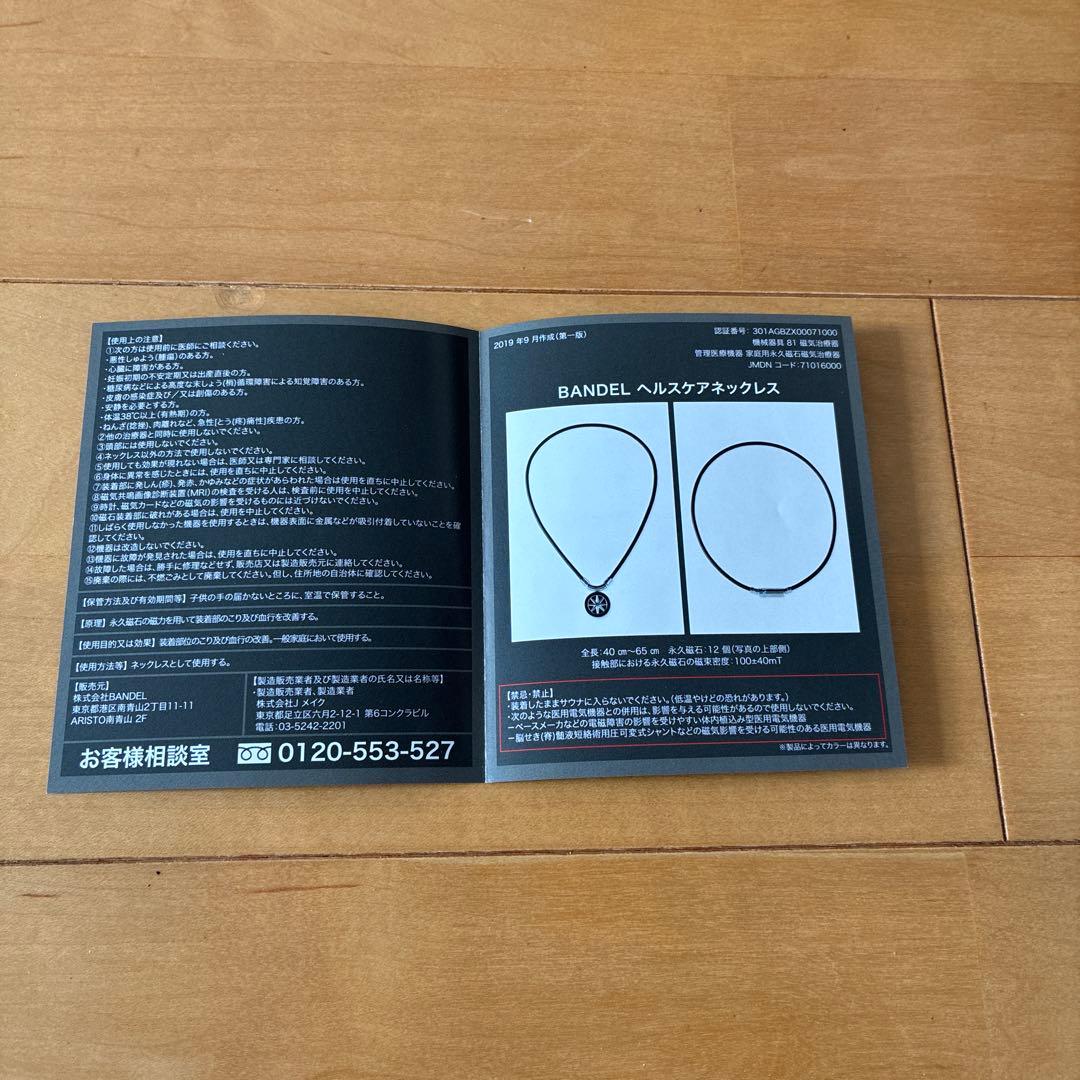 【使用上の注意】
①次の方は使用前に医師にご相談ください。
・悪性しゅよう(腫瘍)のある方。
・心臓に障害がある方。
・妊娠初期の不安定期又は出産直後の方。
・糖尿病などによる高度な末しょう(梢)循環障害による知覚障害のある方。
・皮膚の感染症及び/又は創傷のある方。
・安静を必要とする方。
・体温38℃以上(有熱期)の方。
・ねんざ(捻挫)、肉離れなど、急性[とう(疼)痛性]疾患の方。
②他の治療器と同時に使用しないでください。
③頭部には使用しないでください。
④ネックレス以外の方法で使用しないでください。
⑤使用しても効果が現れない場合は、医師又は専門家に相談してください。
⑥身体に異常を感じたときには、使用を直ちに中止してください。
⑦装着部に発しん(疹)、発赤、かゆみなどの症状があらわれた場合は使用を直ちに中止してください。
⑧磁気共鳴画像診断装置(MRI)の検査を受ける人は、検査前に使用を中止してください。
⑨時計、磁気カードなどの磁気の影響を受けるものには近づけないでください。
⑩磁石装着部に破れがある場合は、使用を中止してください。
⑪しばらく使用しなかった機器を使用するときは、機器表面に金属などが吸引付着していないことを確
認してください。
⑫機器は改造しないでください。
⑬機器に故障が発見された場合は、使用を直ちに中止してください。
⑭故障した場合は、勝手に修理などせず、販売店又は製造販売元に連絡してください。
⑮廃棄の際には、不燃ごみとして廃棄してください。但し、住所地の自治体に確認してください。
【保管方法及び有効期間等】子供の手の届かないところに、室温で保管すること。
【原理】永久磁石の磁力を用いて装着部のこり及び血行を改善する。
【使用目的又は効果】装着部位のこり及び血行の改善。一般家庭において使用する。
【使用方法等】ネックレスとして使用する。
【販売元】
株式会社BANDEL
東京都港区南青山2丁目11-11
ARISTO南青山 2F
【製造販売業者及び製造業者の氏名又は名称等】
・製造販売業者、製造業者
株式会社J メイク
東京都足立区六月2-12-1 第6コンクラビル
電話:03-5242-2201
お客様相談室 0120-553-527
2019年9月作成(第一版)
認証番号:301AGBZX00071000
機械器具 81 磁気治療器
管理医療機器 家庭用永久磁石磁気治療器
JMDN コード:71016000
BANDEL ヘルスケアネックレス
全長:40 ㎝〜65 ㎝ 永久磁石:12 個(写真の上部側)
接触部における永久磁石の磁束密度:100±40mT
【禁忌・禁止】
・装着したままサウナに入らないでください。(低温やけどの恐れがあります。)
・次のような医用電気機器との併用は、影響を与える可能性があるので使用しないでください。
ーペースメーカなどの電磁障害の影響を受けやすい体内植込み型医用電気機器
ー脳せき(脊)髄液短絡術用圧可変式シャントなどの磁気影響を受ける可能性のある医用電気機器
※製品によってカラーは異なります。